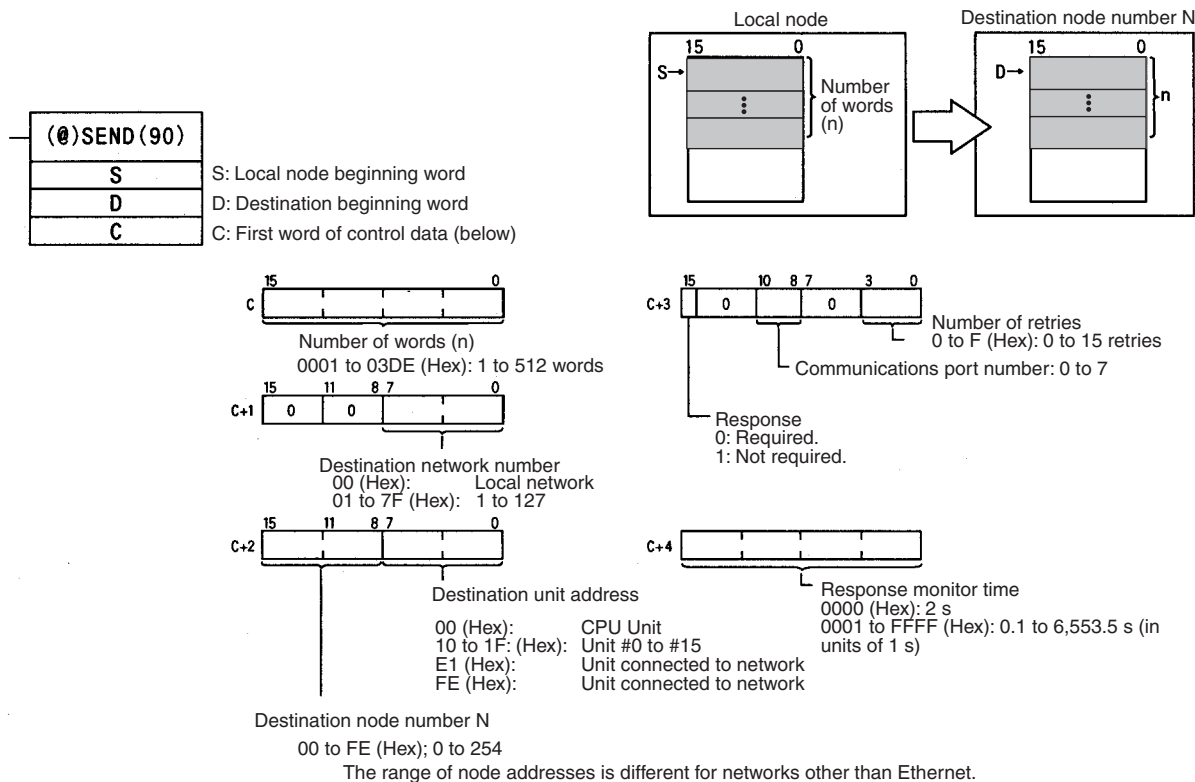 Local node
Destination node number N
15 0
S→
Number
of words
(n)
15 0
D→
n
(@)SEND(90)
S
D
C
S: Local node beginning word
D: Destination beginning word
C: First word of control data (below)
15 0
C
Number of words (n)
0001 to 03DE (Hex): 1 to 512 words
15 11 8 7 0
C+1 0 0
Destination network number
00 (Hex): Local network
01 to 7F (Hex): 1 to 127
15 11 8 7 0
C+2
Destination unit address
00 (Hex): CPU Unit
10 to 1F: (Hex): Unit #0 to #15
E1 (Hex): Unit connected to network
FE (Hex): Unit connected to network
Destination node number N
00 to FE (Hex); 0 to 254
The range of node addresses is different for networks other than Ethernet.
15 10 8 7 3 0
C+3 0 0
Number of retries
0 to F (Hex): 0 to 15 retries
Communications port number: 0 to 7
Response
0: Required.
1: Not required.
C+4
Response monitor time
0000 (Hex): 2 s
0001 to FFFF (Hex): 0.1 to 6,553.5 s (in
units of 1 s)